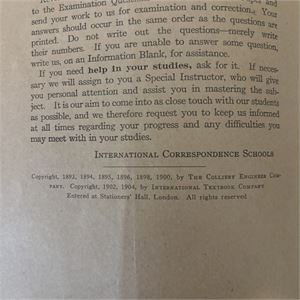 to the Examination Questions
send your work to us for examination and correction. Your
answers should occur in the same order as the questions are
printed. Do not write out the questions—merely write
their numbers. If you are unable to answer some question,
write us, on an Information Blank, for assistance.
If you need help in your studies, ask for it. If neces-
sary we will assign to you a Special Instructor, who will give
you personal attention and assist you in mastering the sub-
ject. It is our aim to come into as close touch with our students
as possible, and we therefore request you to keep us informed
at all times regarding your progress and any difficulties you
may meet with in your studies.
INTERNATIONAL CORRESPONDENCE SCHOOLS
Copyright, 1893, 1894, 1895, 1896, 1898, 1900, by THE COLLIERY ENGINEER COM-
PANY. Copyright, 1902, 1904, by INTERNATIONAL TEXTBOOK COMPANY
Entered at Stationers' Hall, London. All rights reserved